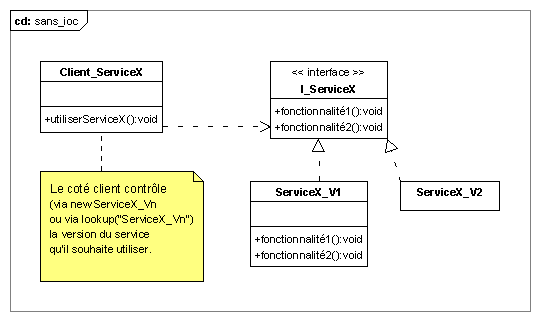 cd: sans_ioc
Client_ServiceX
+utiliserServiceX():void
<< interface >>
I_ServiceX
+fonctionnalité1():void
+fonctionnalité2():void
Le coté client contrôle
(via new ServiceX_Vn
ou via lookup("ServiceX_Vn")
la version du service
qu'il souhaite utiliser.
ServiceX_V1
+fonctionnalité1():void
+fonctionnalité2():void
ServiceX_V2